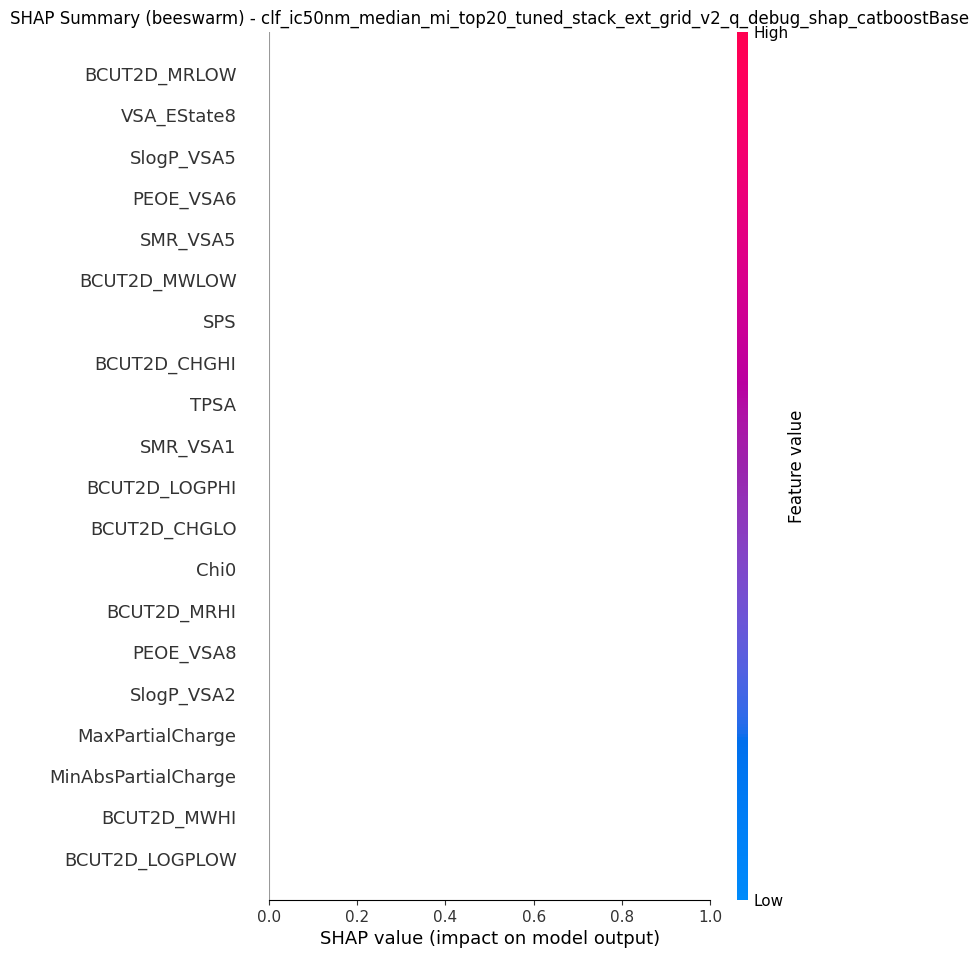 SHAP Summary (beeswarm) - clf_ic50nm_median_mi_top20_tuned_stack_ext_grid_v2_q_debug_shap_catboostBase
High
BCUT2D_MRLOW
VSA_EState8
SlogP_VSA5
PEOE_VSA6
SMR_VSA5
BCUT2D_MWLOW
SPS
BCUT2D_CHGHI
TPSA
SMR_VSA1
BCUT2D_LOGPHI
BCUT2D_CHGLO
Chi0
BCUT2D_MRHI
PEOE_VSA8
SlogP_VSA2
MaxPartialCharge
MinAbsPartialCharge
BCUT2D_MWHI
BCUT2D_LOGPLOW
Feature value
Low
0.0 0.2 0.4 0.6 0.8 1.0
SHAP value (impact on model output)